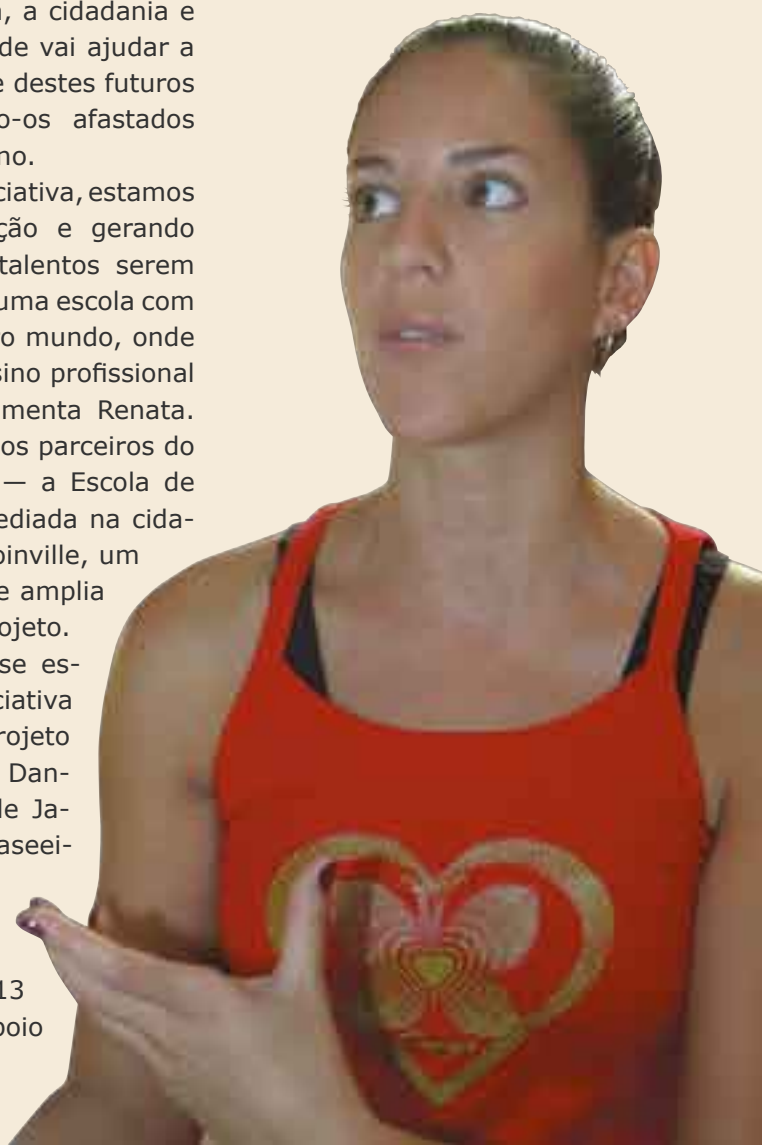 , a cidadania e
de vai ajudar a
e destes futuros
o-os afastados
no.
ciativa, estamos
ção e gerando
talentos serem
uma escola com
o mundo, onde
sino profissional
menta Renata.
os parceiros do
— a Escola de
ediada na cida-
oinville, um
e amplia
ojeto.
se es-
ciativa
rojeto
Dan-
de Ja-
aseei-
13
poio